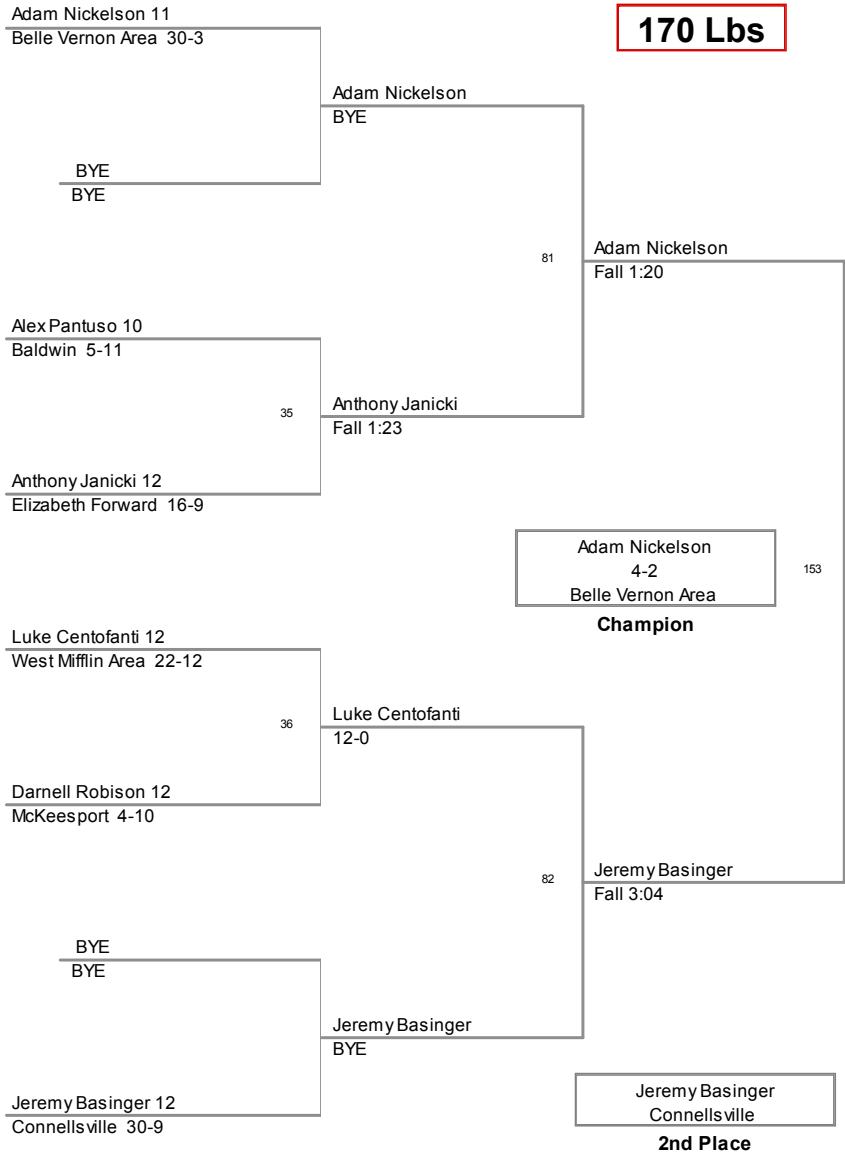 Adam Nickelson 11
170 Lbs
Belle Vernon Area 30-3
Adam Nickelson
BYE
BYE
BYE
81
Adam Nickelson
Fall 1:20
Alex Pantuso 10
Baldwin 5-11
35
Anthony Janicki
Fall 1:23
Anthony Janicki 12
Elizabeth Forward 16-9
Adam Nickelson
4-2
Belle Vernon Area
153
Champion
Luke Centofanti 12
West Mifflin Area 22-12
36
Luke Centofanti
12-0
Darnell Robison 12
McKeesport 4-10
82
Jeremy Basinger
Fall 3:04
BYE
BYE
Jeremy Basinger
BYE
Jeremy Basinger 12
Connellsville 30-9
Jeremy Basinger
Connellsville
2nd Place